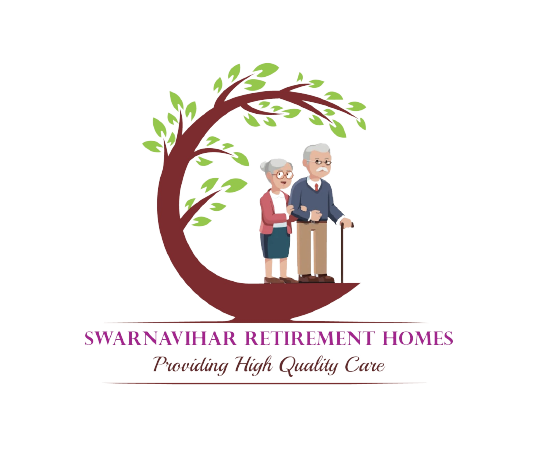 SWARNAVIHAR RETIREMENT HOMES
Providing High Quality Care